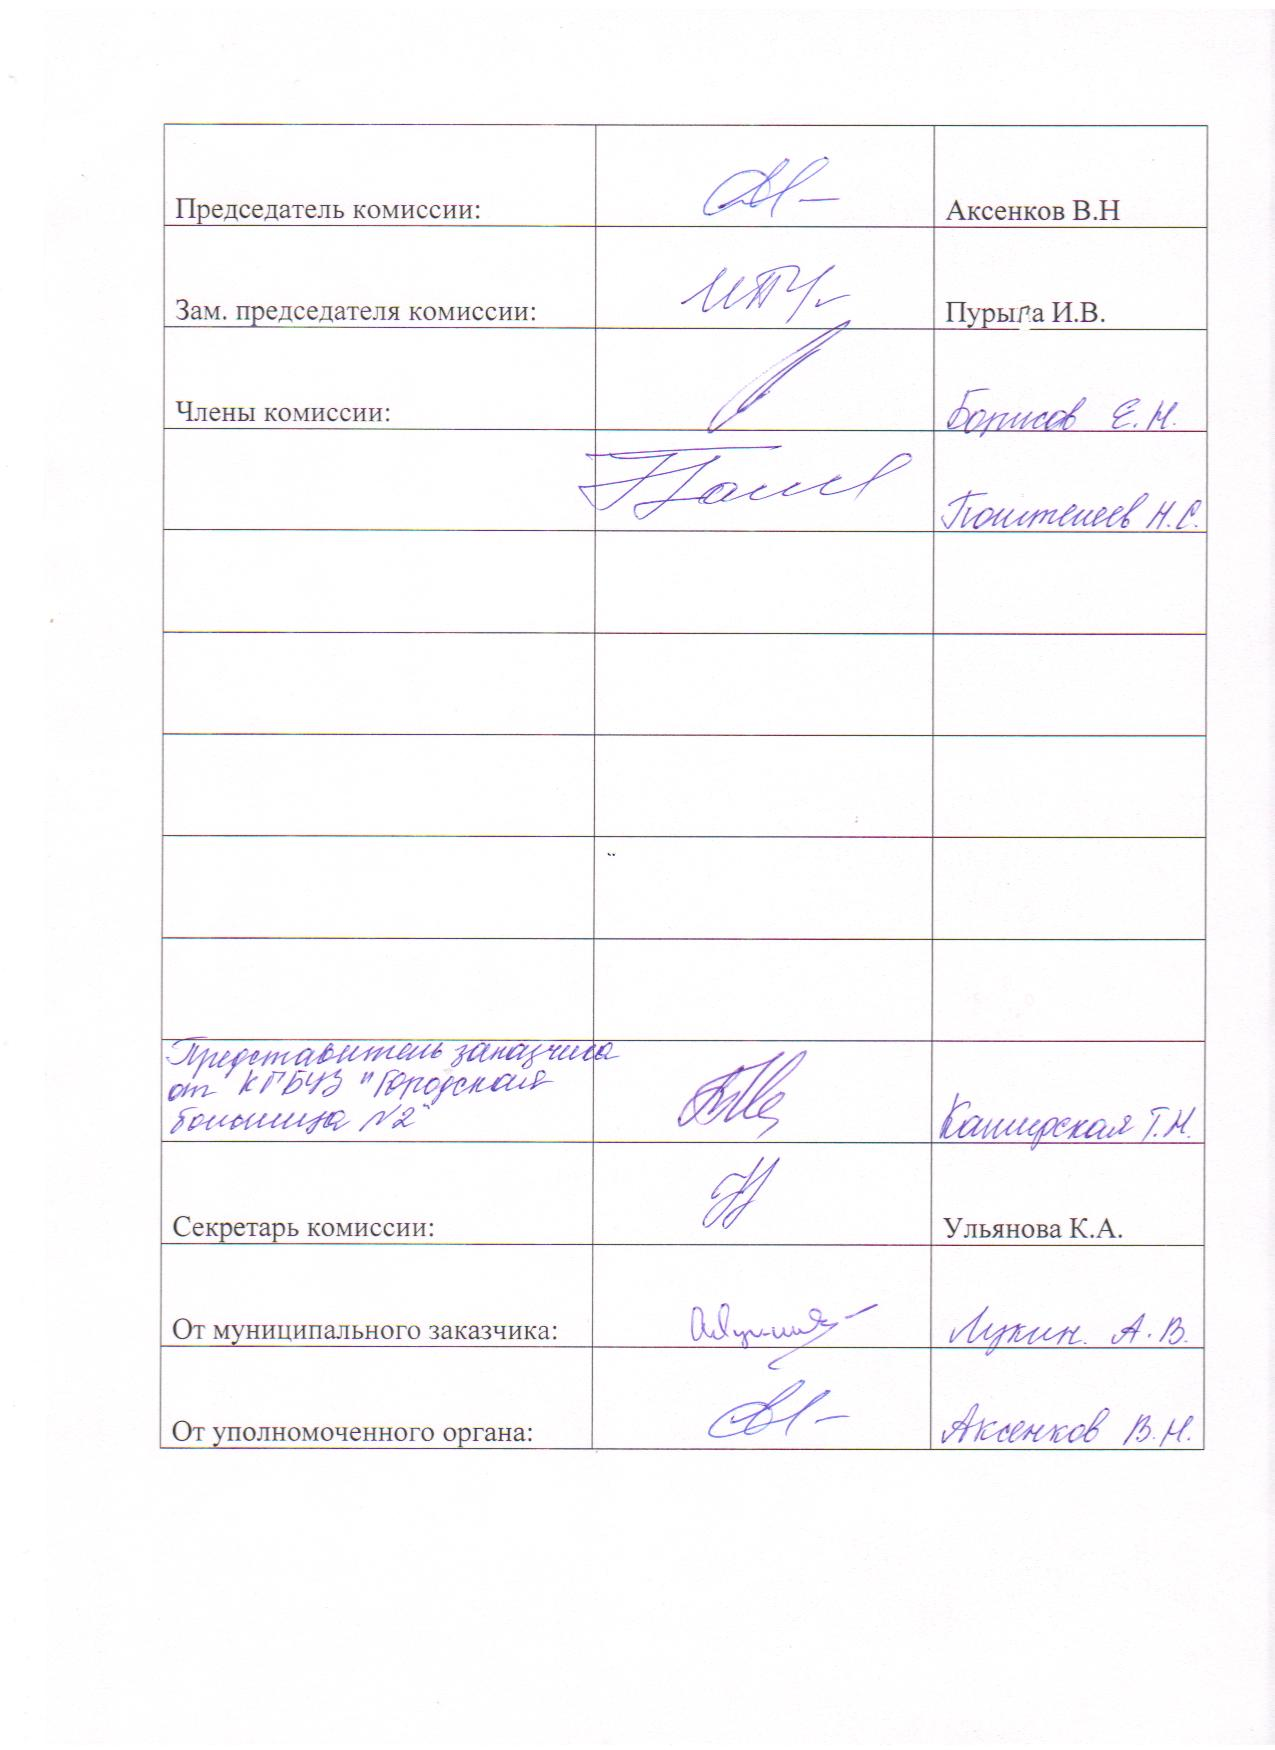 Председатель комиссии: Аксенков В.Н
Зам. председателя комиссии: Пурыга И.В.
Члены комиссии: Борисов Е.Н.
Н.С.
Представитель заказчика
от КГБУЗ "Городская
больница №2"
Каширская Т.Н.
Секретарь комиссии: Ульянова К.А.
От муниципального заказчика: Лукин. А.В.
От уполномоченного органа: Аксенков В.Н.